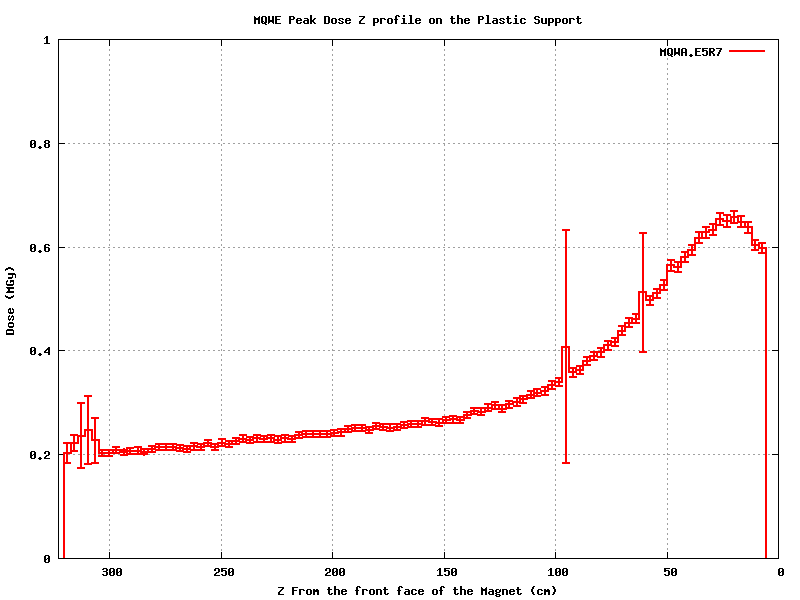 MQWE Peak Dose Z profile on the Plastic Support
1
MQWA.E5R7
0.8
0.6
Dose (MGy)
0.4
0.2
0
300 250 200 150 100 50 0
Z From the front face of the Magnet (cm)